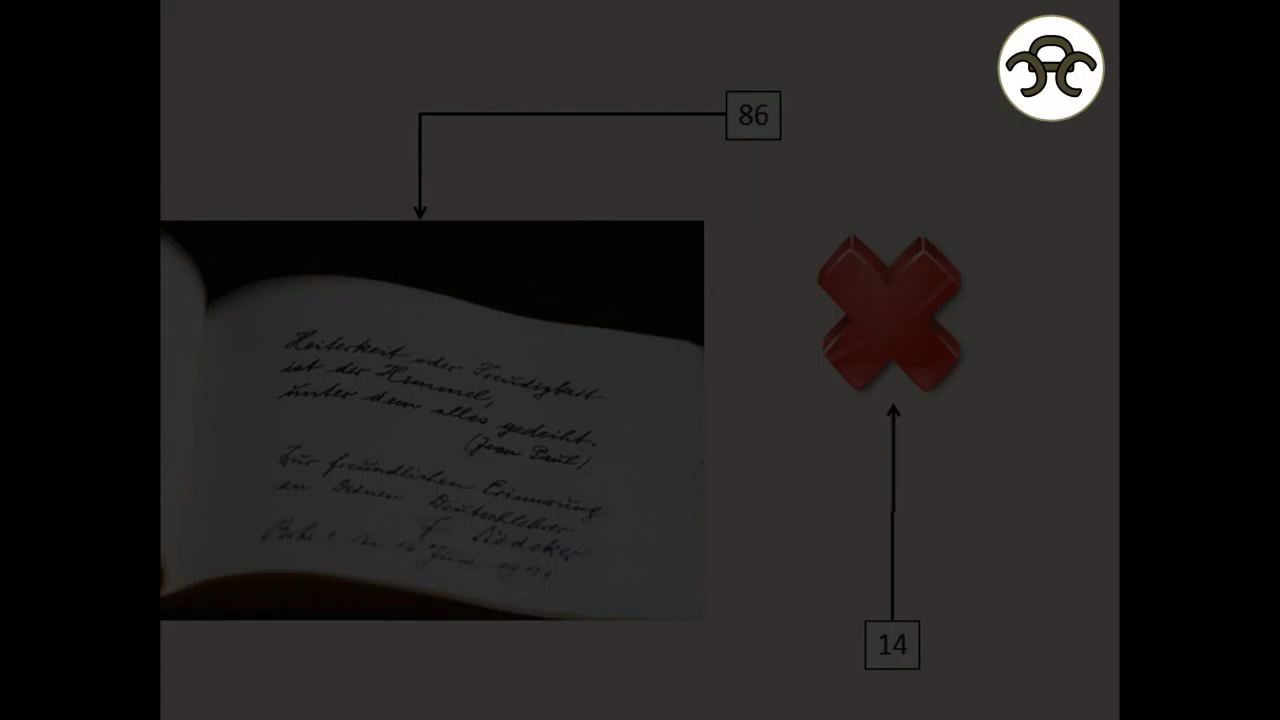 86
Heiterkeit oder Freudigkeit
ist der Himmel,
unter dem alles gedeiht.
(Jean Paul)
Zur freundlichen Erinnerung
an Deinen Deutschlehrer
F.
14